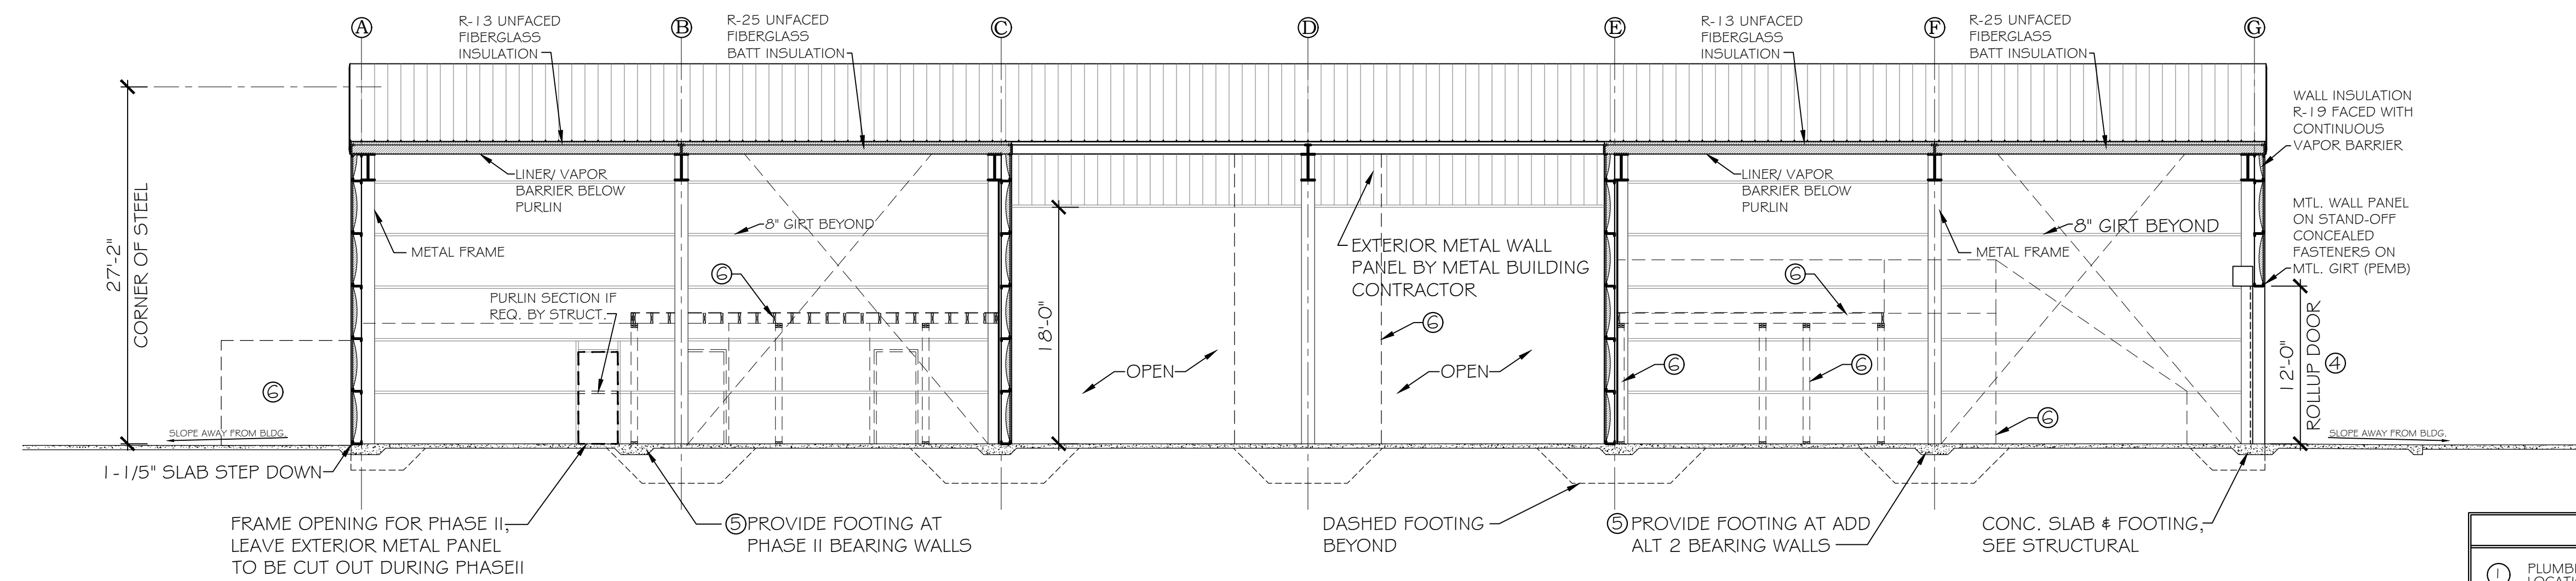 A
B
C
D
E
F
G
R-13 UNFACED
FIBERGLASS
INSULATION
R-25 UNFACED
FIBERGLASS
BATT INSULATION
R-13 UNFACED
FIBERGLASS
INSULATION
R-25 UNFACED
FIBERGLASS
BATT INSULATION
WALL INSULATION
R-19 FACED WITH
CONTINUOUS
VAPOR BARRIER
27'-2"
CORNER OF STEEL
LINER/ VAPOR
BARRIER BELOW
PURLIN
8" GIRT BEYOND
METAL FRAME
6
PURLIN SECTION IF
REQ. BY STRUCT.
6
18'-0"
OPEN
EXTERIOR METAL WALL
PANEL BY METAL BUILDING
CONTRACTOR
6
OPEN
LINER/ VAPOR
BARRIER BELOW
PURLIN
8" GIRT BEYOND
METAL FRAME
6
6
6
6
MTL. WALL PANEL
ON STAND-OFF
CONCEALED
FASTENERS ON
MTL. GIRT (PEMB)
12'-0"
ROLLUP DOOR
4
SLOPE AWAY FROM BLDG.
SLOPE AWAY FROM BLDG.
1-1/5" SLAB STEP DOWN
FRAME OPENING FOR PHASE II,
LEAVE EXTERIOR METAL PANEL
TO BE CUT OUT DURING PHASEII
5 PROVIDE FOOTING AT
PHASE II BEARING WALLS
DASHED FOOTING
BEYOND
5 PROVIDE FOOTING AT ADD
ALT 2 BEARING WALLS
CONC. SLAB & FOOTING,
SEE STRUCTURAL
1